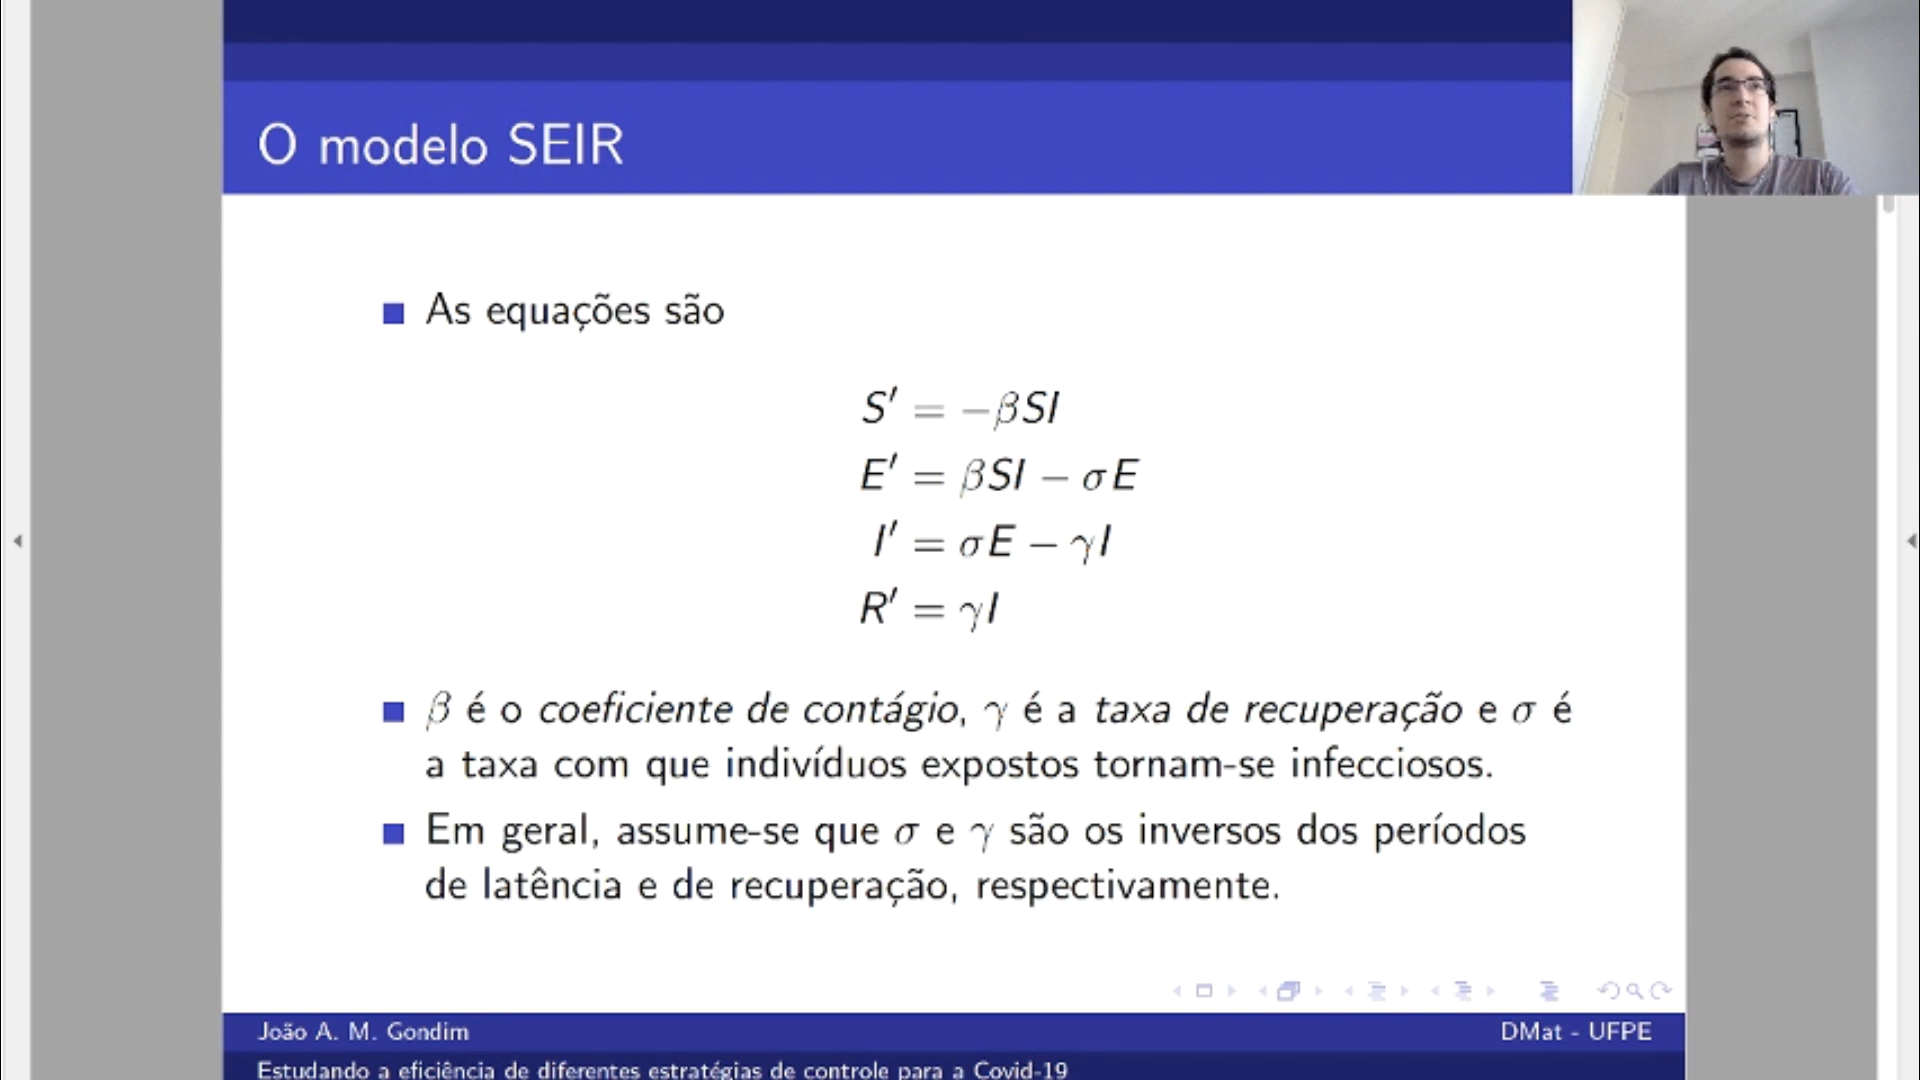 O modelo SEIR
As equações são
S′ = −βSI
E′ = βSI − σE
I′ = σE − γI
R′ = γI
β é o coeficiente de contágio, γ é a taxa de recuperação e σ é
a taxa com que indivíduos expostos tornam-se infecciosos.
Em geral, assume-se que σ e γ são os inversos dos períodos
de latência e de recuperação, respectivamente.
João A. M. Gondim
DMat - UFPE
Estudando a eficiência de diferentes estratégias de controle para a Covid-19